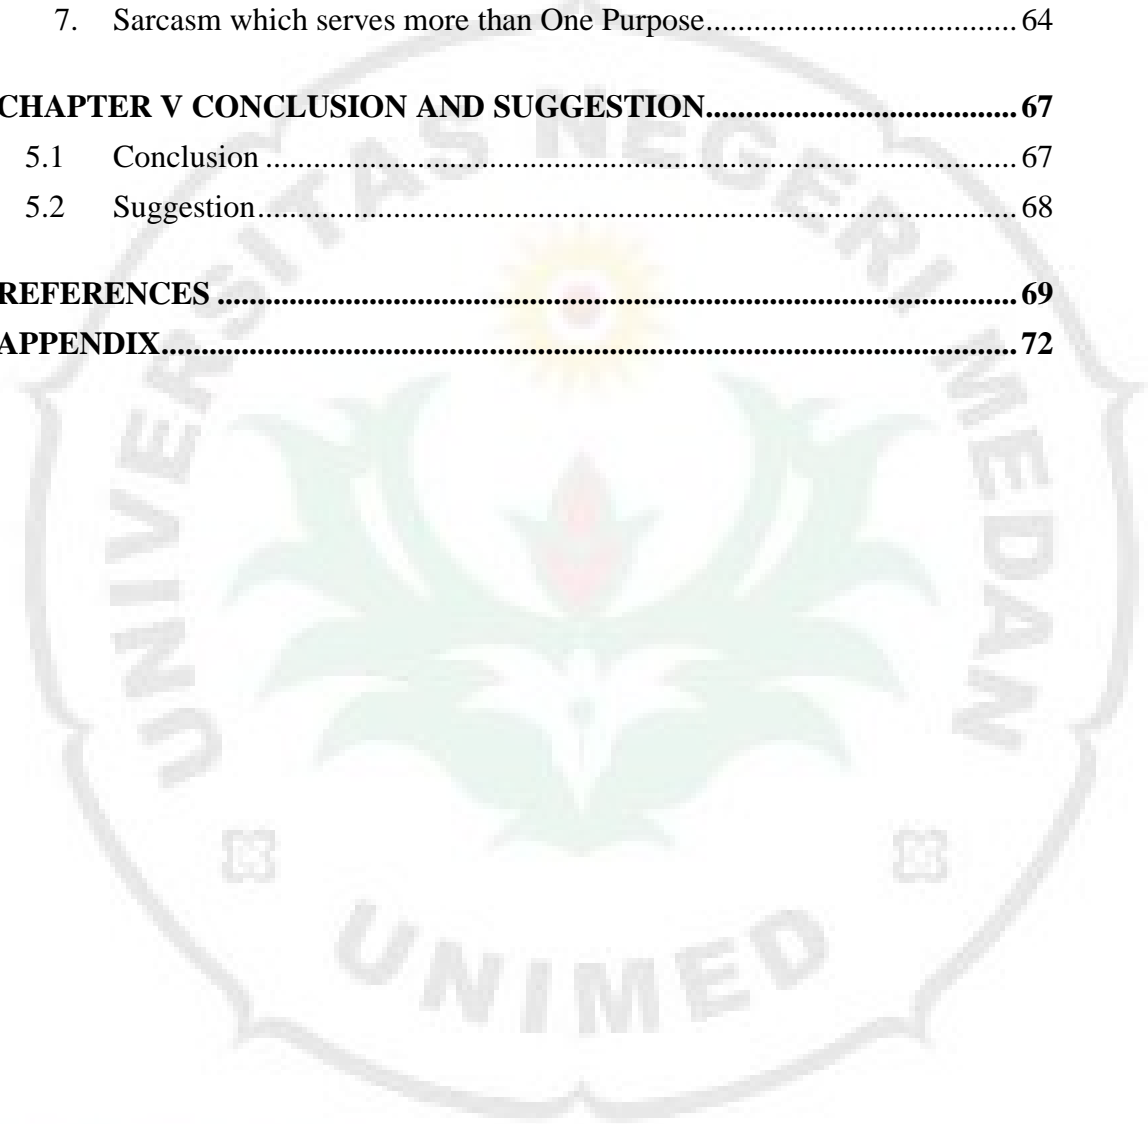 7. Sarcasm which serves more than One Purpose....................................... 64
CHAPTER V CONCLUSION AND SUGGESTION...................................... 67
5.1 Conclusion ............................................................................................. 67
5.2 Suggestion.............................................................................................. 68
REFERENCES .................................................................................................. 69
APPENDIX......................................................................................................... 72
UNIVERSITAS NEGERI MEDAN
UNIMED